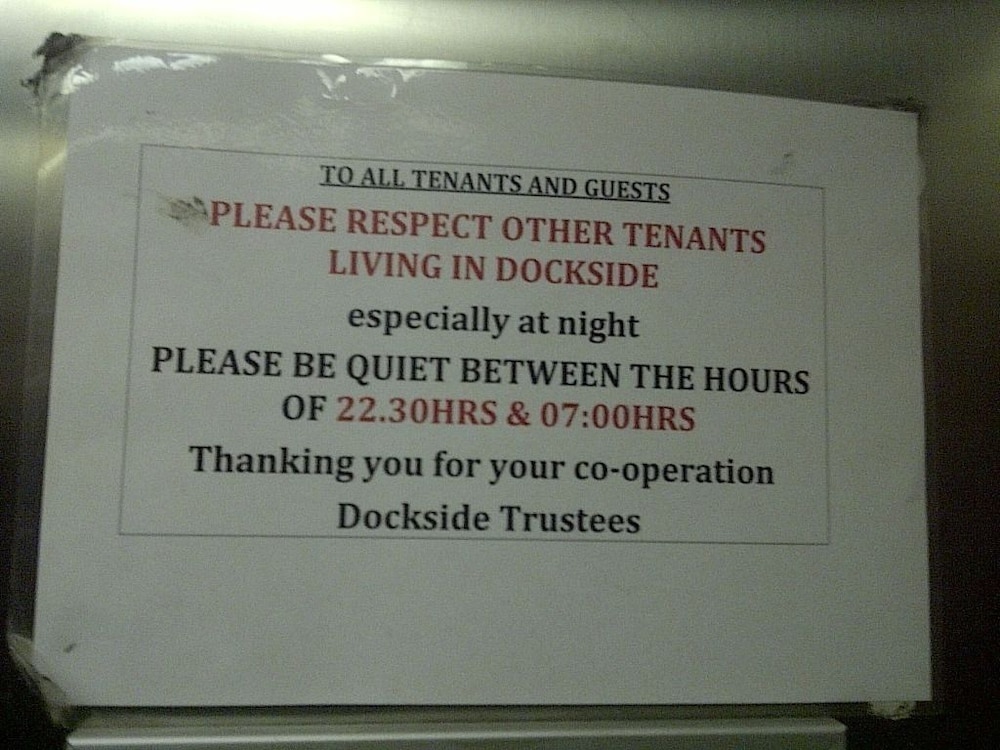 TO ALL TENANTS AND GUESTS
PLEASE RESPECT OTHER TENANTS
LIVING IN DOCKSIDE
especially at night
PLEASE BE QUIET BETWEEN THE HOURS
OF 22.30HRS & 07:00HRS
Thanking you for your co-operation
Dockside Trustees